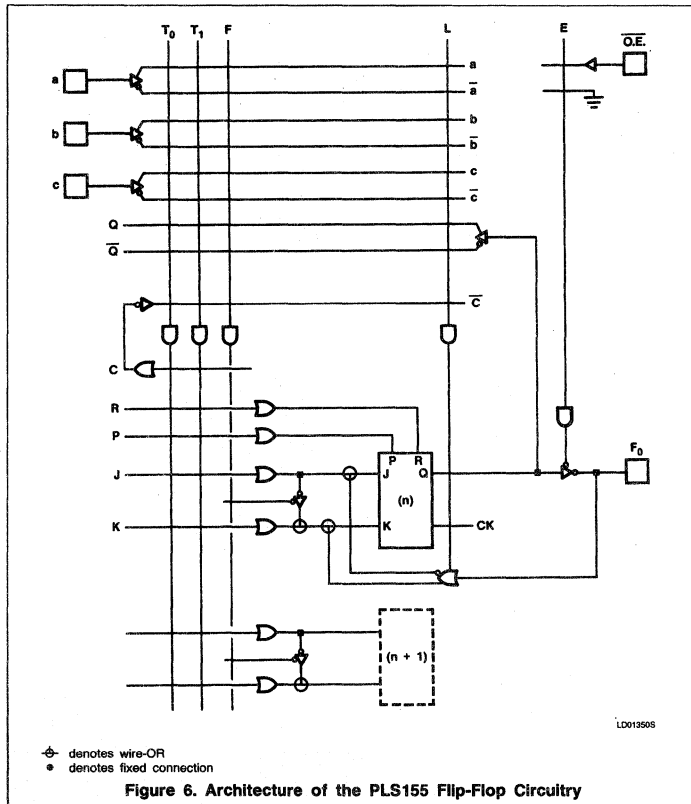 T0 T1 F L E
O.E.
a a
a
b b
b
c c
c
Q
Q
C
C
R
P
P R
J J Q
(n)
F0
K K CK
(n + 1)
LD01350S
denotes wire-OR
denotes fixed connection
Figure 6. Architecture of the PLS155 Flip-Flop Circuitry